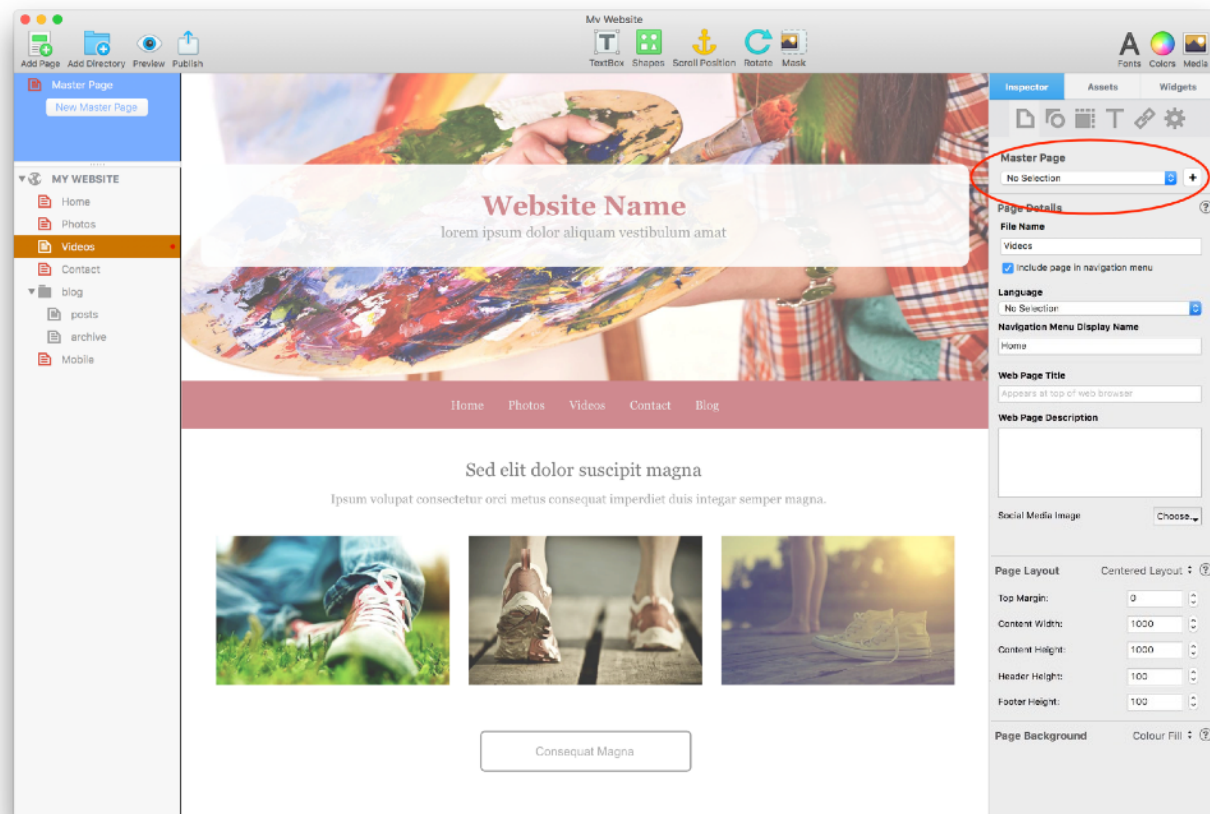 My Website
Add Page Add Directory Preview Publish
TextBox Shapes Scroll Position Rotate Mask
Fonts Colors Media
Master Page
New Master Page
MY WEBSITE
Home
Photos
Videos
Contact
blog
posts
archive
Mobile
Website Name
lorem ipsum dolor aliquam vestibulum amat
Home Photos Videos Contact Blog
Sed elit dolor suscipit magna
Ipsum volupat consectetur orci metus consequat imperdiet duis integar semper magna.
Consequat Magna
Inspector Assets Widgets
Master Page
No Selection +
Page Details ?
File Name
Videos
Include page in navigation menu
Language
No Selection
Navigation Menu Display Name
Home
Web Page Title
Appears at top of web browser
Web Page Description
Social Media Image Choose...
Page Layout Centered Layout ?
Top Margin: 0
Content Width: 1000
Content Height: 1000
Header Height: 100
Footer Height: 100
Page Background Colour Fill ?